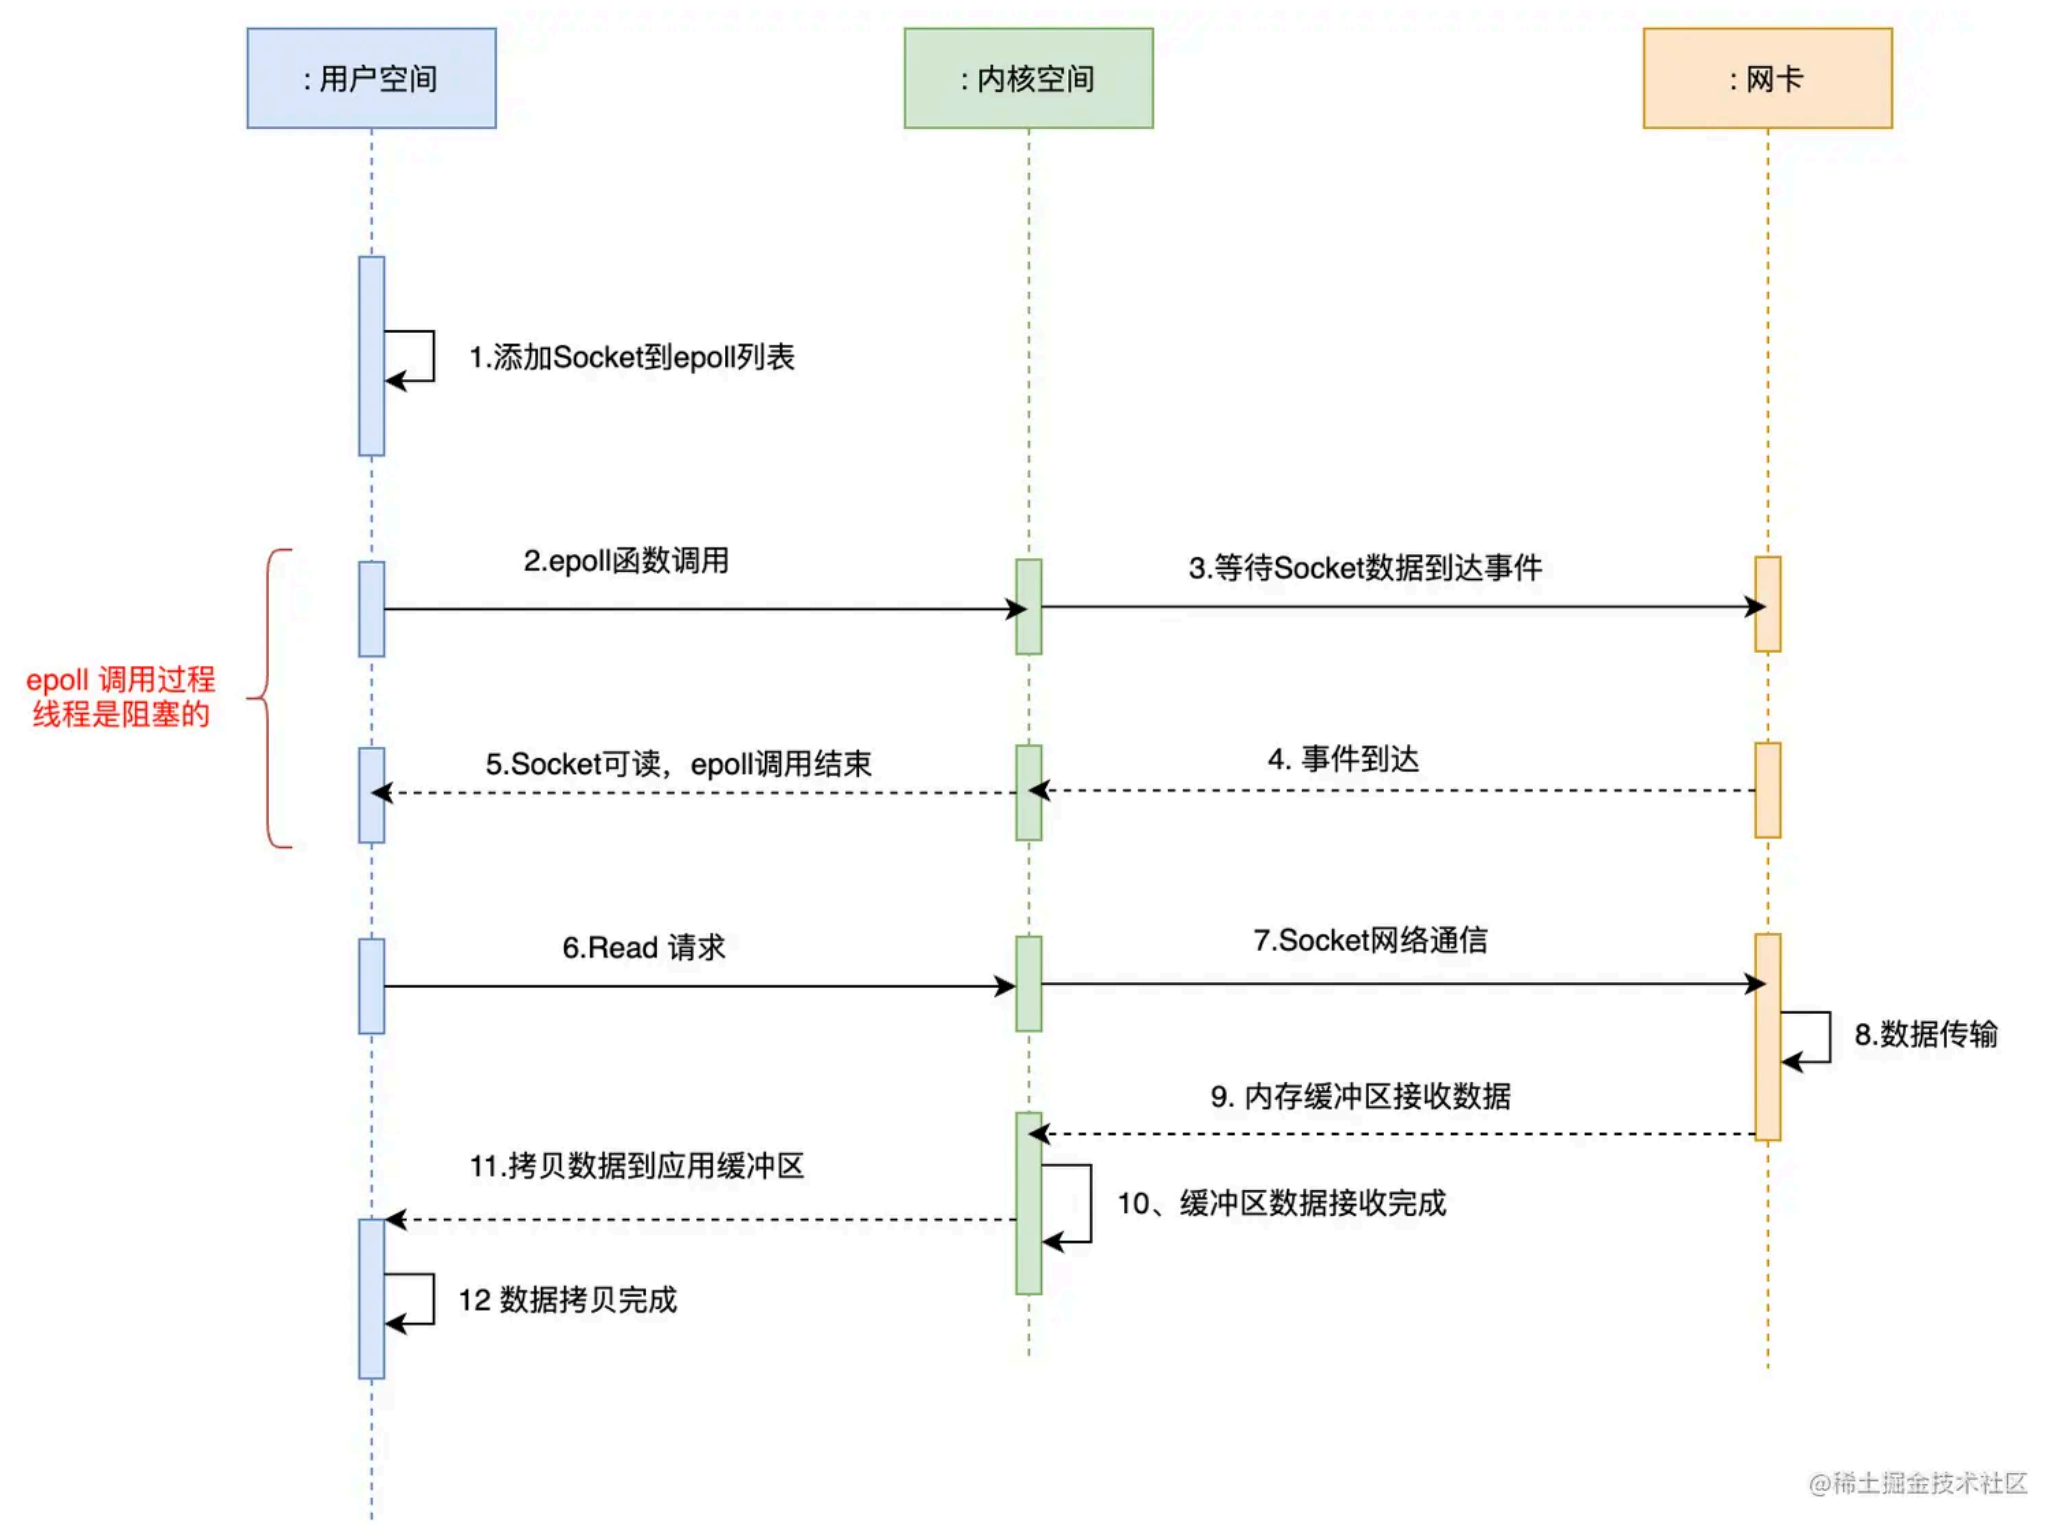 : 用户空间
: 内核空间
: 网卡
1.添加Socket到epoll列表
2.epoll函数调用
3.等待Socket数据到达事件
epoll 调用过程
线程是阻塞的
4. 事件到达
5.Socket可读，epoll调用结束
6.Read 请求
7.Socket网络通信
8.数据传输
9. 内存缓冲区接收数据
10、缓冲区数据接收完成
11.拷贝数据到应用缓冲区
12 数据拷贝完成
@稀土掘金技术社区